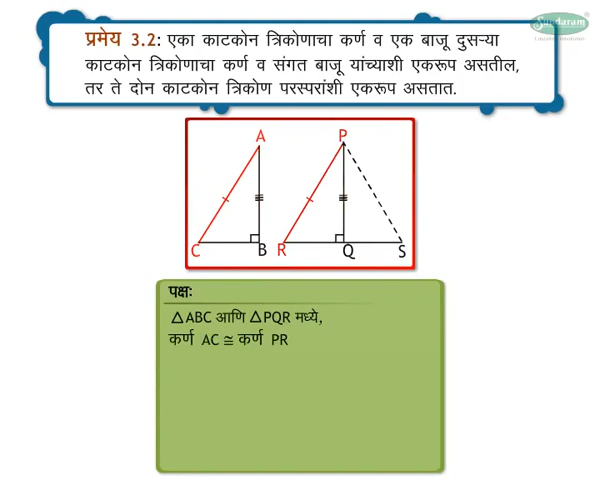 Sundaram
प्रमेय 3.2: एका काटकोन त्रिकोणाचा कर्ण व एक बाजू दुसऱ्या
काटकोन त्रिकोणाचा कर्ण व संगत बाजू यांच्याशी एकरूप असतील,
तर ते दोन काटकोन त्रिकोण परस्परांशी एकरूप असतात.
A P
C B R Q S
पक्षः
△ABC आणि △PQR मध्ये,
कर्ण AC ≅ कर्ण PR